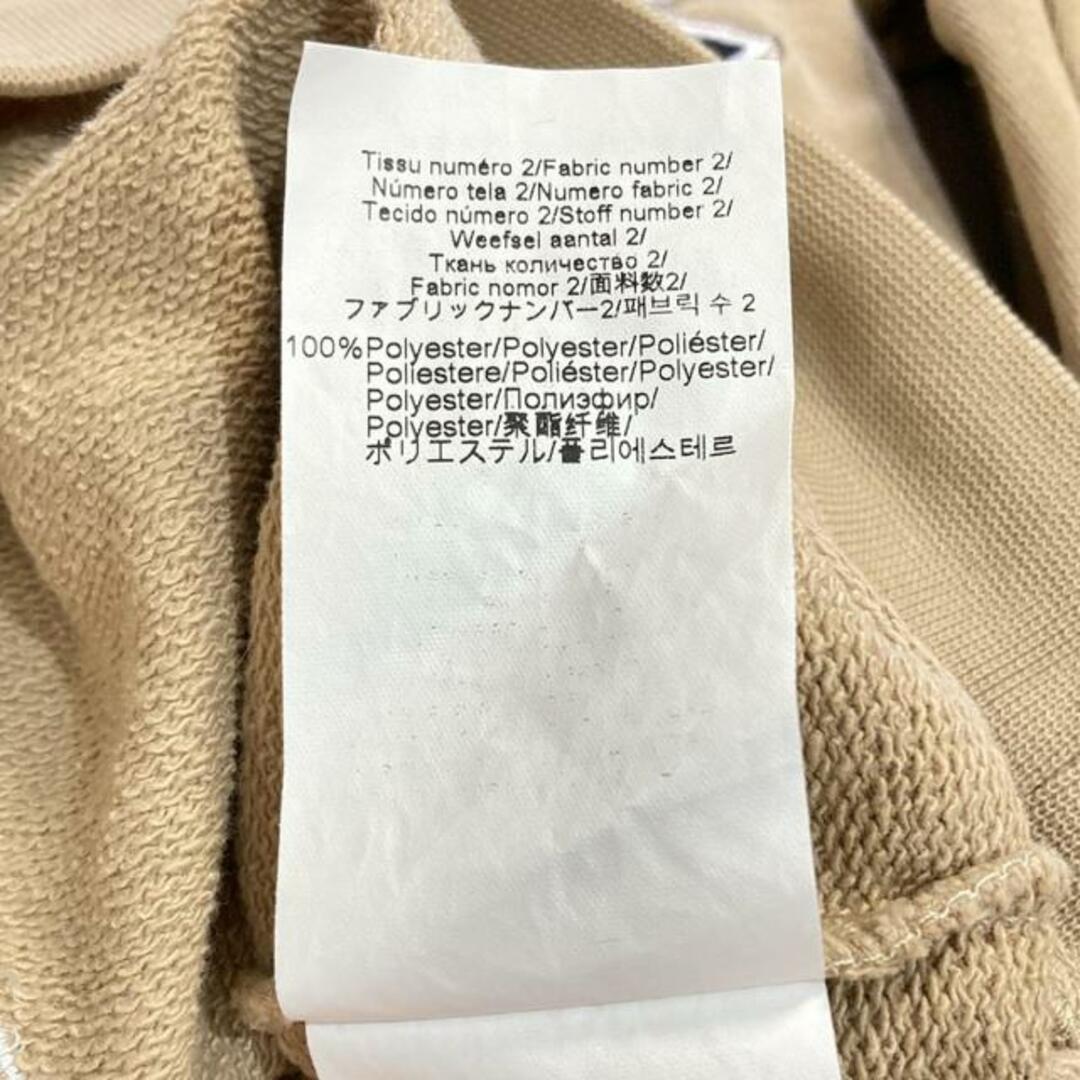 Tissu numéro 2/Fabric number 2/
Número tela 2/Numero fabric 2/
Tecido número 2/Stoff number 2/
Weefsel aantal 2/
Ткань количество 2/
Fabric nomor 2/面料数2/
ファブリックナンバー2/패브릭 수 2
100%Polyester/Polyester/Poliéster/
Poliestere/Poliéster/Polyester/
Polyester/Полиэфир/
Polyester/聚酯纤维/
ポリエステル/폴리에스테르